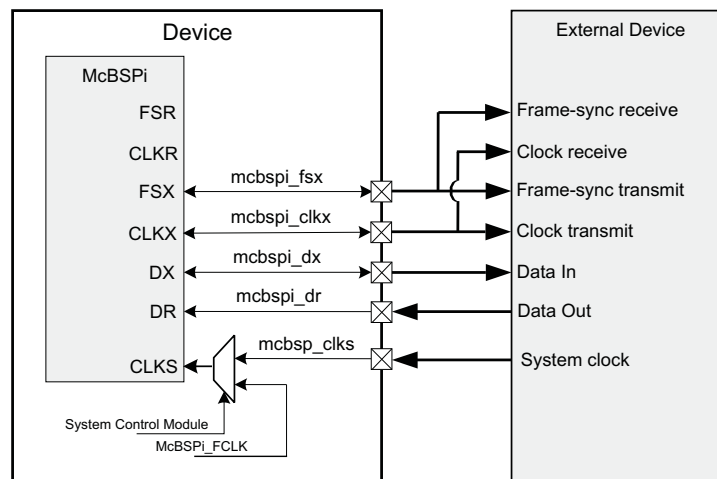 Device
External Device
McBSPi
FSR
Frame-sync receive
CLKR
Clock receive
FSX
mcbspi_fsx
Frame-sync transmit
CLKX
mcbspi_clkx
Clock transmit
DX
mcbspi_dx
Data In
DR
mcbspi_dr
Data Out
CLKS
mcbsp_clks
System clock
System Control Module
McBSPi_FCLK